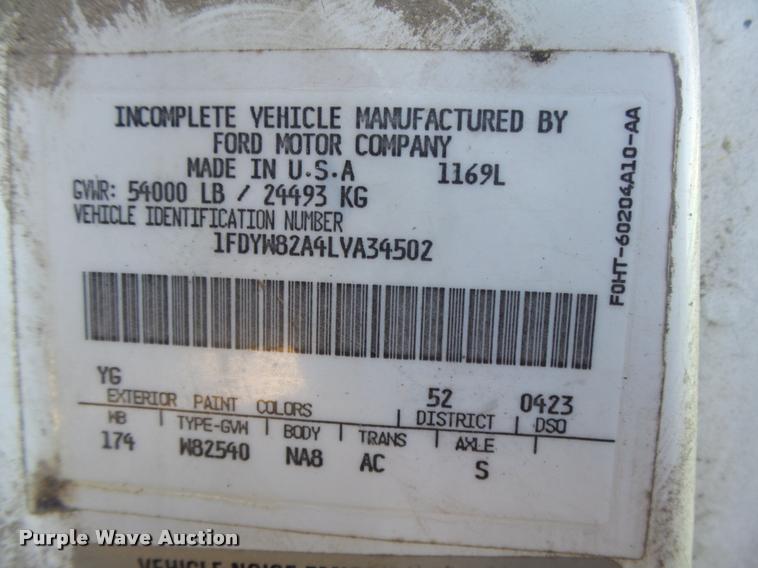 INCOMPLETE VEHICLE MANUFACTURED BY
FORD MOTOR COMPANY
MADE IN U.S.A 1169L
GVWR: 54000 LB / 24493 KG
VEHICLE IDENTIFICATION NUMBER
1FDYW82A4LVA34502
F0HT-60204A10-AA
YG 52 0423
EXTERIOR PAINT COLORS DISTRICT DSO
WB TYPE-GVW BODY TRANS AXLE
174 W82540 NA8 AC S
Purple Wave Auction
VEHICLE NOISE